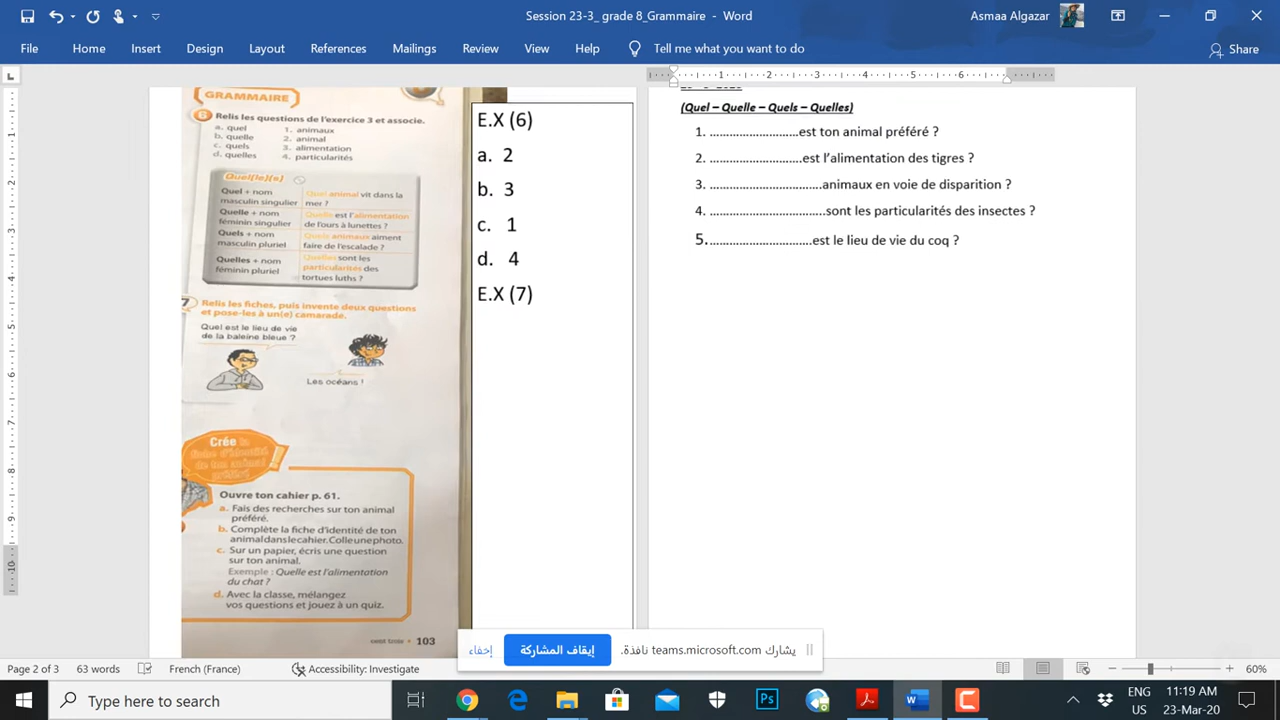 Session 23-3_ grade 8_Grammaire - Word
Asmaa Algazar
File Home Insert Design Layout References Mailings Review View Help Tell me what you want to do
Share
GRAMMAIRE
6 Relis les questions de l'exercice 3 et associe.
a. quel 1. animaux
b. quelle 2. animal
c. quels 3. alimentation
d. quelles 4. particularités
Quel(le)(s)
Quel + nom masculin singulier
Quel animal vit dans la mer ?
Quelle + nom féminin singulier
Quelle est l'alimentation de l'ours à lunettes ?
Quels + nom masculin pluriel
Quels animaux aiment faire de l'escalade ?
Quelles + nom féminin pluriel
Quelles sont les particularités des tortues luths ?
7 Relis les fiches, puis invente deux questions
et pose-les à un(e) camarade.
Quel est le lieu de vie
de la baleine bleue ?
Les océans !
Crée ta
fiche d'identité
de ton animal
préféré
Ouvre ton cahier p. 61.
a. Fais des recherches sur ton animal
préféré.
b. Complète la fiche d'identité de ton
animal dans le cahier. Colle une photo.
c. Sur un papier, écris une question
sur ton animal.
Exemple : Quelle est l'alimentation
du chat ?
d. Avec la classe, mélangez
vos questions et jouez à un quiz.
cent trois • 103
E.X (6)
a. 2
b. 3
c. 1
d. 4
E.X (7)
(Quel – Quelle – Quels – Quelles)
1. ...........................est ton animal préféré ?
2. ............................est l'alimentation des tigres ?
3. ..................................animaux en voie de disparition ?
4. ...................................sont les particularités des insectes ?
5. ...............................est le lieu de vie du coq ?
يشارك teams.microsoft.com نافذة.
إيقاف المشاركة
إخفاء
Page 2 of 3 63 words French (France) Accessibility: Investigate 60%
Type here to search
ENG
US
11:19 AM
23-Mar-20